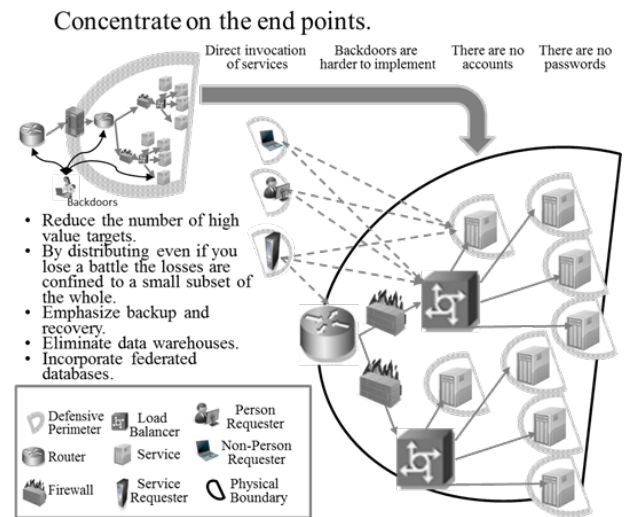 Concentrate on the end points.
Direct invocation
of services
Backdoors are
harder to implement
There are no
accounts
There are no
passwords
Backdoors
• Reduce the number of high
value targets.
• By distributing even if you
lose a battle the losses are
confined to a small subset of
the whole.
• Emphasize backup and
recovery.
• Eliminate data warehouses.
• Incorporate federated
databases.
Defensive
Perimeter
Load
Balancer
Person
Requester
Router
Service
Non-Person
Requester
Firewall
Service
Requester
Physical
Boundary